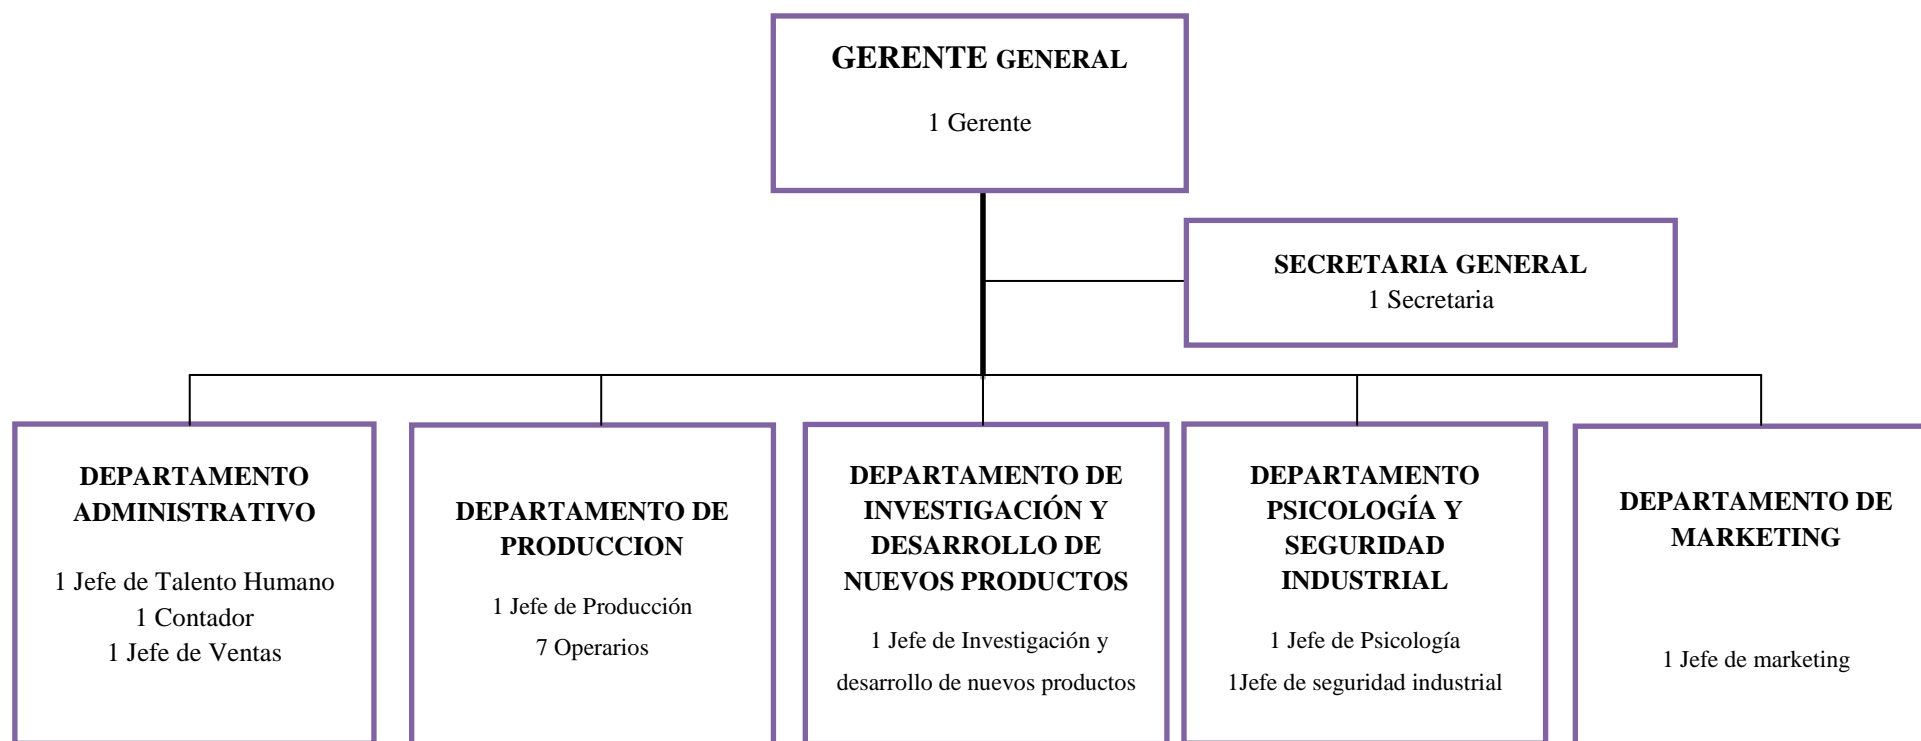 GERENTE GENERAL
1 Gerente
SECRETARIA GENERAL
1 Secretaria
DEPARTAMENTO
ADMINISTRATIVO
1 Jefe de Talento Humano
1 Contador
1 Jefe de Ventas
DEPARTAMENTO DE
PRODUCCION
1 Jefe de Producción
7 Operarios
DEPARTAMENTO DE
INVESTIGACIÓN Y
DESARROLLO DE
NUEVOS PRODUCTOS
1 Jefe de Investigación y
desarrollo de nuevos productos
DEPARTAMENTO
PSICOLOGÍA Y
SEGURIDAD
INDUSTRIAL
1 Jefe de Psicología
1Jefe de seguridad industrial
DEPARTAMENTO DE
MARKETING
1 Jefe de marketing